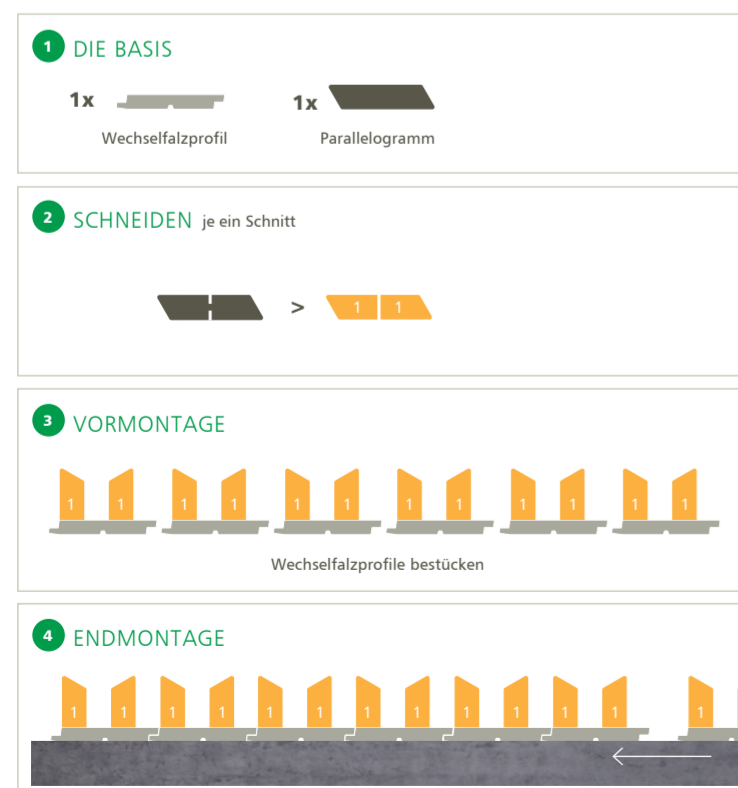 1 DIE BASIS
1x 1x
Wechselfalzprofil Parallelogramm
2 SCHNEIDEN je ein Schnitt
> 1 1
3 VORMONTAGE
1 1 1 1 1 1 1 1 1 1 1 1
Wechselfalzprofile bestücken
4 ENDMONTAGE
1 1 1 1 1 1 1 1 1 1 1 1 1